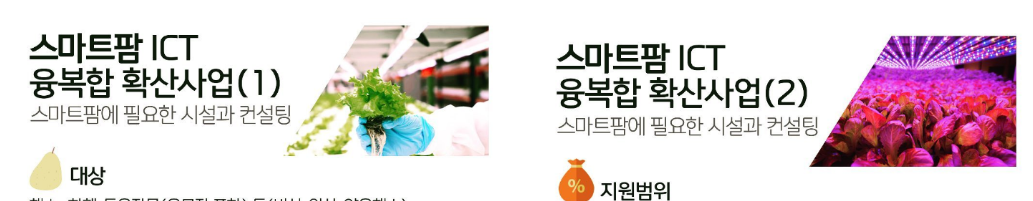 스마트팜 ICT
융복합 확산사업(1)
스마트팜에 필요한 시설과 컨설팅
대상
스마트팜 ICT
융복합 확산사업(2)
스마트팜에 필요한 시설과 컨설팅
%
지원범위